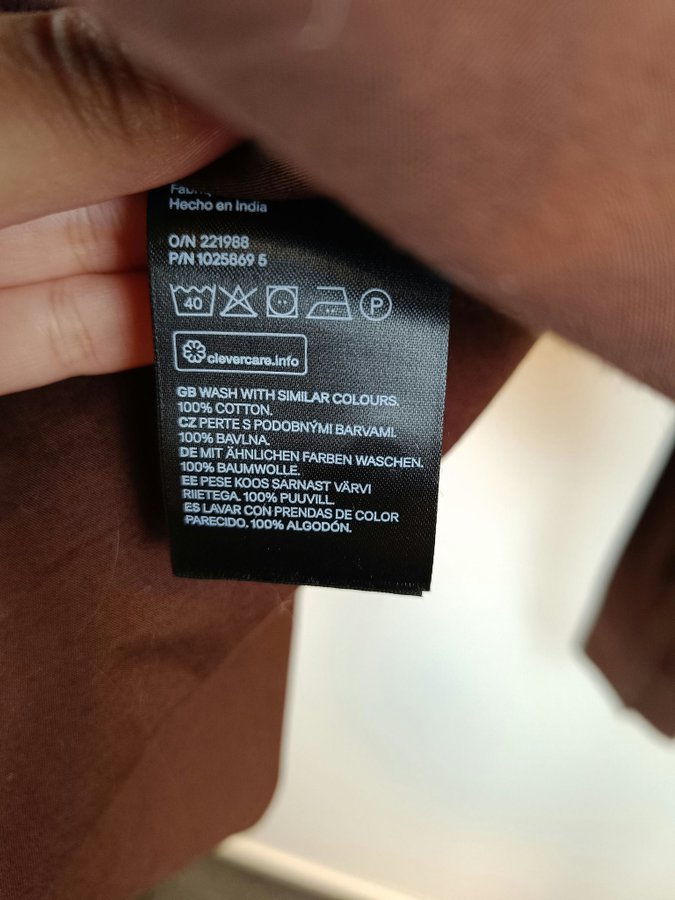 Hecho en India
O/N 221988
P/N 1025869 5
40
P
clevercare.info
GB WASH WITH SIMILAR COLOURS.
100% COTTON.
CZ PERTE S PODOBNÝMI BARVAMI.
100% BAVLNA.
DE MIT ÄHNLICHEN FARBEN WASCHEN.
100% BAUMWOLLE.
EE PESE KOOS SARNAST VÄRVI
RIIETEGA. 100% PUUVILL.
ES LAVAR CON PRENDAS DE COLOR
PARECIDO. 100% ALGODÓN.